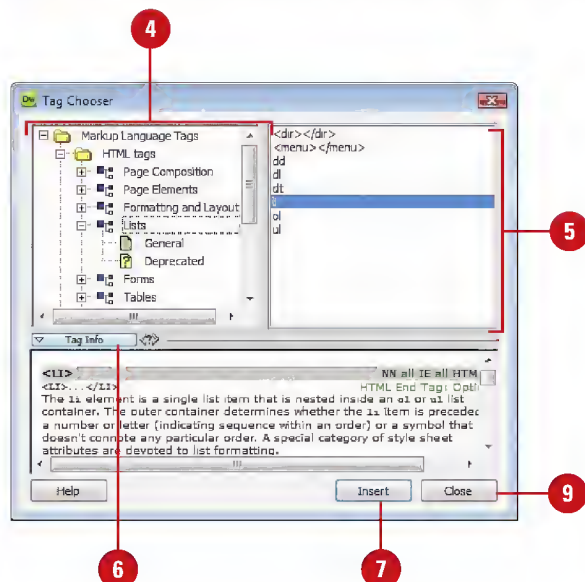 4
Dw Tag Chooser
Markup Language Tags
HTML tags
Page Composition
Page Elements
Formatting and Layout
Lists
General
Deprecated
Forms
Tables
<dir></dir>
<menu></menu>
dd
dl
dt
ol
ul
5
Tag Info
<LI> NN all IE all HTM
<LI>...</LI> HTML End Tag: Opti
The li element is a single list item that is nested inside an ol or ul list
container. The outer container determines whether the li item is preceded
a number or letter (indicating sequence within an order) or a symbol that
doesn't connote any particular order. A special category of style sheet
attributes are devoted to list formatting.
Help
Insert
Close
9
6
7